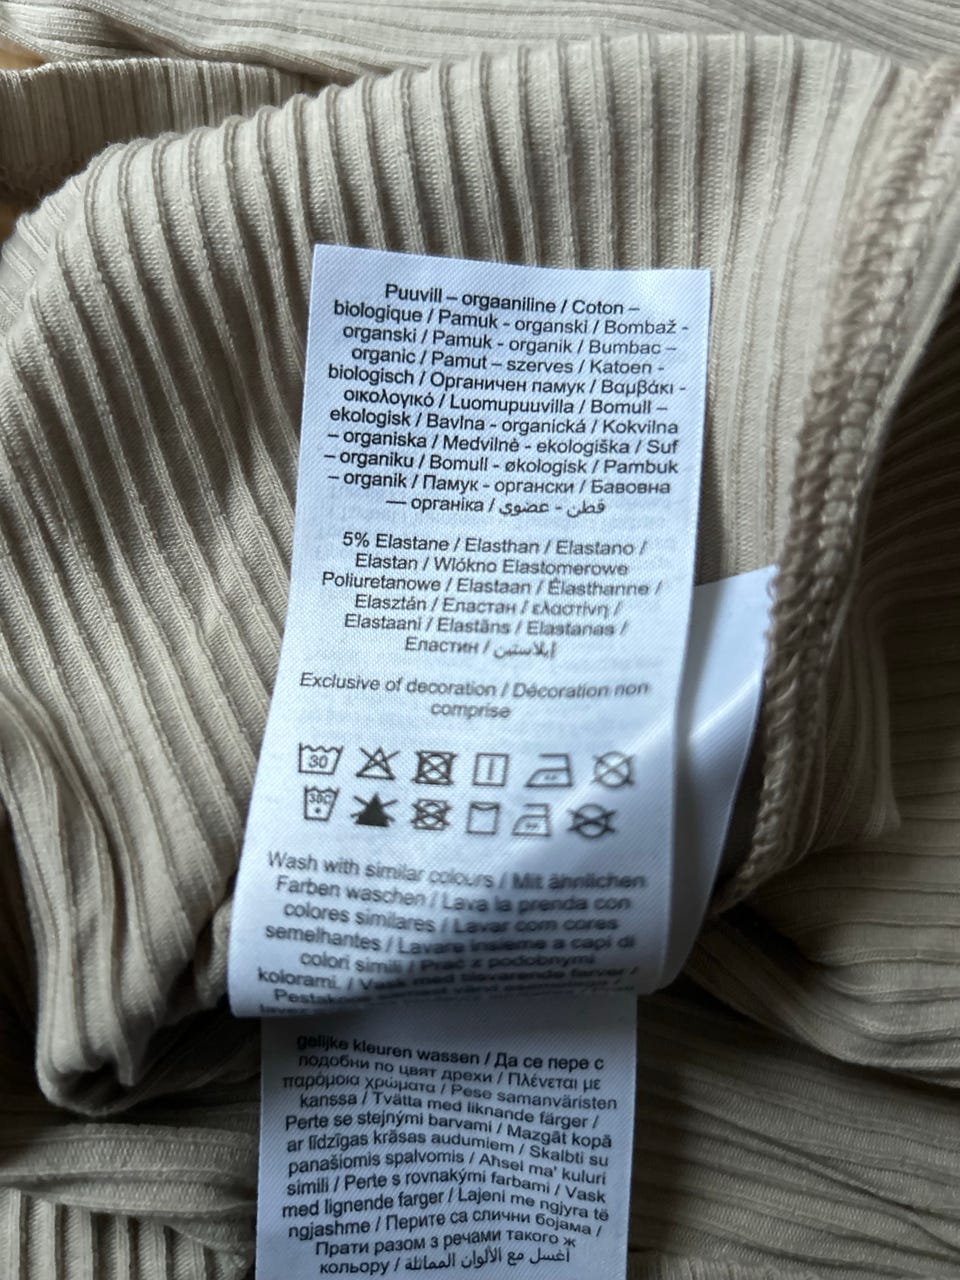 Puuvill – orgaaniline / Coton –
biologique / Pamuk - organski / Bombaž -
organski / Pamuk - organik / Bumbac –
organic / Pamut – szerves / Katoen -
biologisch / Органичен памук / Βαμβάκι -
οικολογικό / Luomupuuvilla / Bomull –
ekologisk / Bavlna - organická / Kokvilna
– organiska / Medvilnė - ekologiška / Suf
– organiku / Bomull - økologisk / Pambuk
– organik / Памук - органски / Бавовна
— органіка / قطن - عضوي
5% Elastane / Elasthan / Elastano /
Elastan / Wlókno Elastomerowe
Poliuretanowe / Elastaan / Élasthanne /
Elasztán / Еластан / ελαστίνη /
Elastaani / Elastāns / Elastanas /
Еластин / إيلاستين
Exclusive of decoration / Décoration non
comprise
30
30C
Wash with similar colours / Mit ähnlichen
Farben waschen / Lava la prenda con
colores similares / Lavar com cores
semelhantes / Lavare insieme a capi di
colori simili / Prać z podobnymi
kolorami. / Vask med tilsvarende farver /
gelijke kleuren wassen / Да се пере с
подобни по цвят дрехи / Πλένεται με
παρόμοια χρώματα / Pese samanväristen
kanssa / Tvätta med liknande färger /
Perte se stejnými barvami / Mazgāt kopā
ar līdzīgas krāsas audumiem / Skalbti su
panašiomis spalvomis / Aħsel ma' kuluri
simili / Perte s rovnakými farbami / Vask
med lignende farger / Lajeni me ngjyra të
ngjashme / Перите са слични бојама /
Прати разом з речами такого ж
кольору / اغسل مع الألوان المماثلة